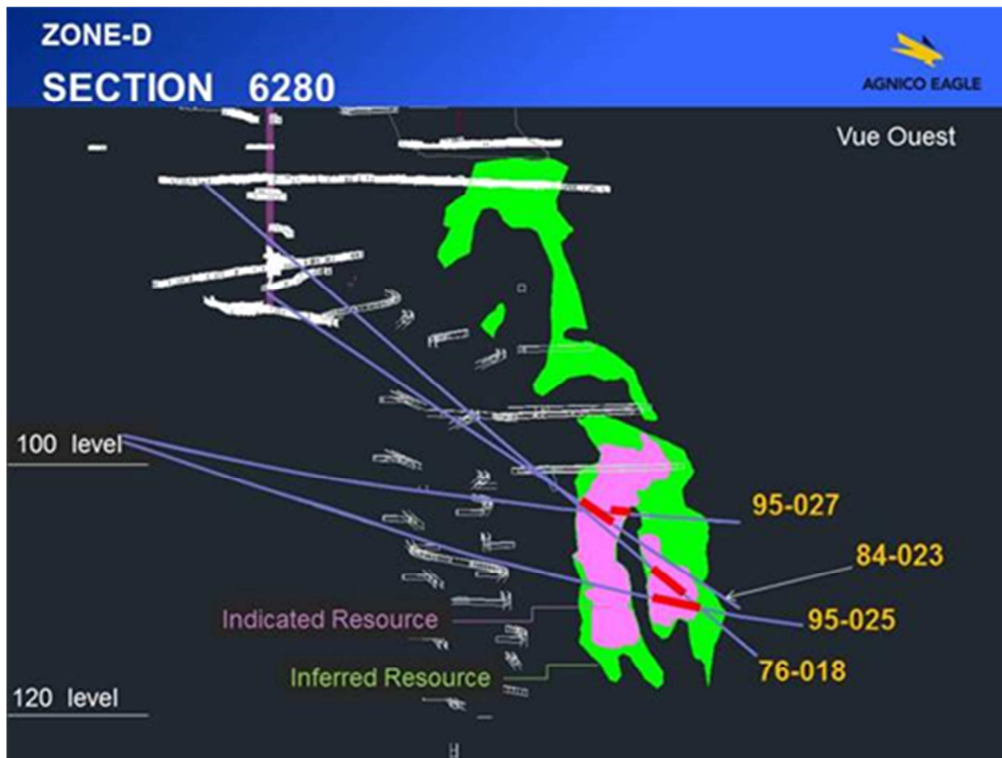 ZONE-D
SECTION 6280
AGNICO EAGLE
Vue Ouest
100 level
95-027
84-023
Indicated Resource
95-025
Inferred Resource
76-018
120 level